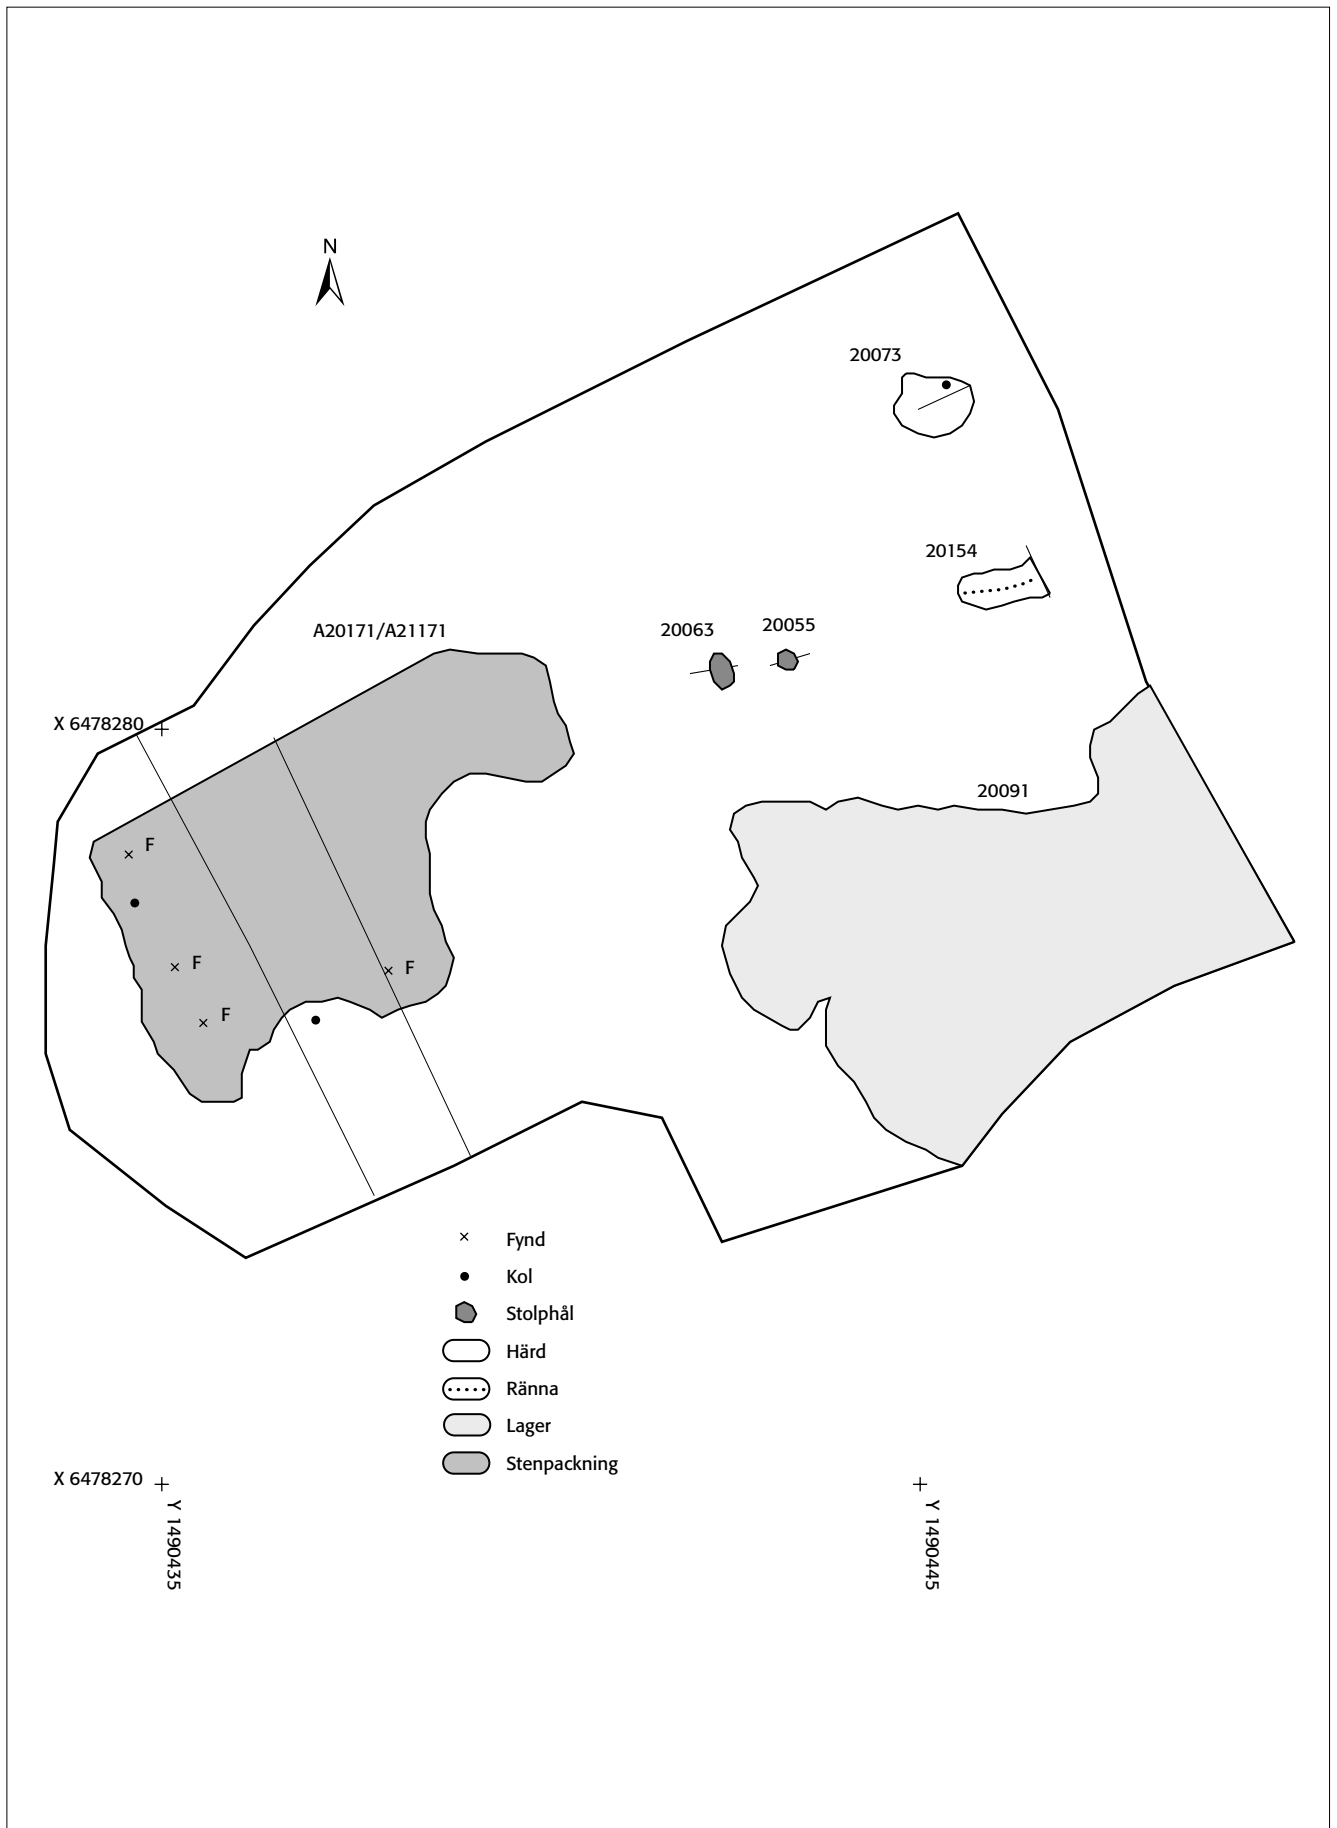 N
20073
20154
20063
20055
A20171/A21171
X 6478280
20091
F
F
F
F
Fynd
Kol
Stolphål
Härd
Ränna
Lager
Stenpackning
X 6478270
Y 1490435
Y 1490445